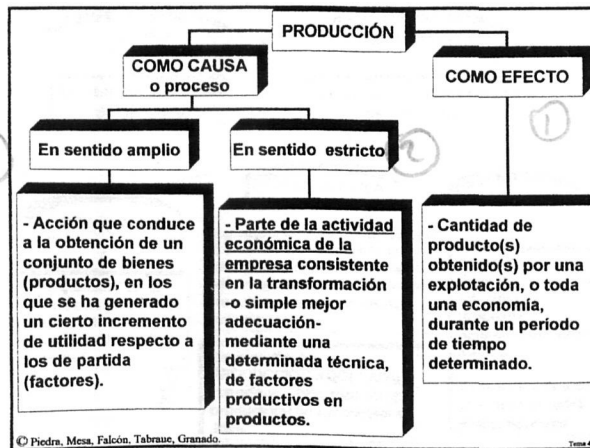 PRODUCCIÓN
COMO CAUSA
o proceso
COMO EFECTO
1
En sentido amplio
En sentido estricto
2
- Acción que conduce
a la obtención de un
conjunto de bienes
(productos), en los
que se ha generado
un cierto incremento
de utilidad respecto a
los de partida
(factores).
- Parte de la actividad
económica de la
empresa consistente
en la transformación
-o simple mejor
adecuación-
mediante una
determinada técnica,
de factores
productivos en
productos.
- Cantidad de
producto(s)
obtenido(s) por una
explotación, o toda
una economía,
durante un período
de tiempo
determinado.
© Piedra, Mesa, Falcón, Tabraue, Granado.
Tema 4